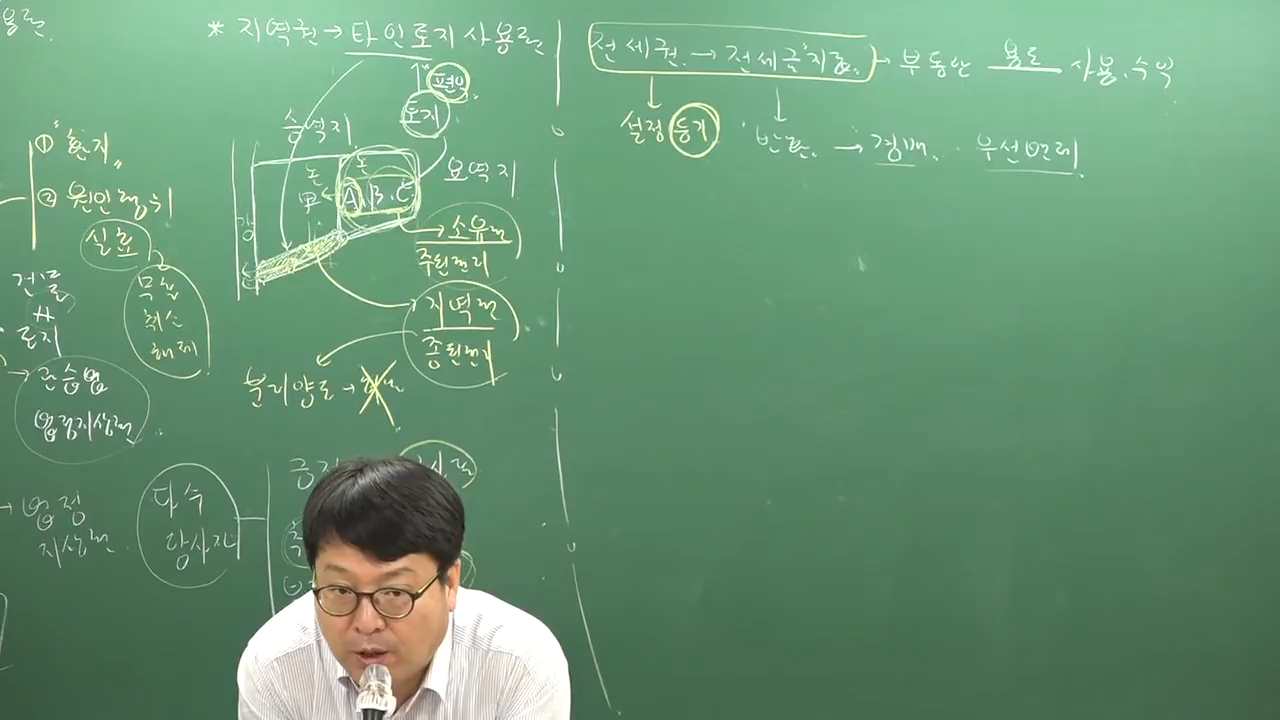 * 지역권 → 타인토지사용권
편익
토지
승역지
요역지
논
논
甲
A. B. C
소유권
주된권리
지역권
종된권리
분리양도 →
① "환지"
② 원인행위
실효
무효
취소
해제
건물
토지
관습법
법정지상권
→ 법정
지상권
다수
당사자
전세권 → 전세금"지급" → 부동산 용도 사용.수익
설정 등기
반환 → 경매. 우선변제